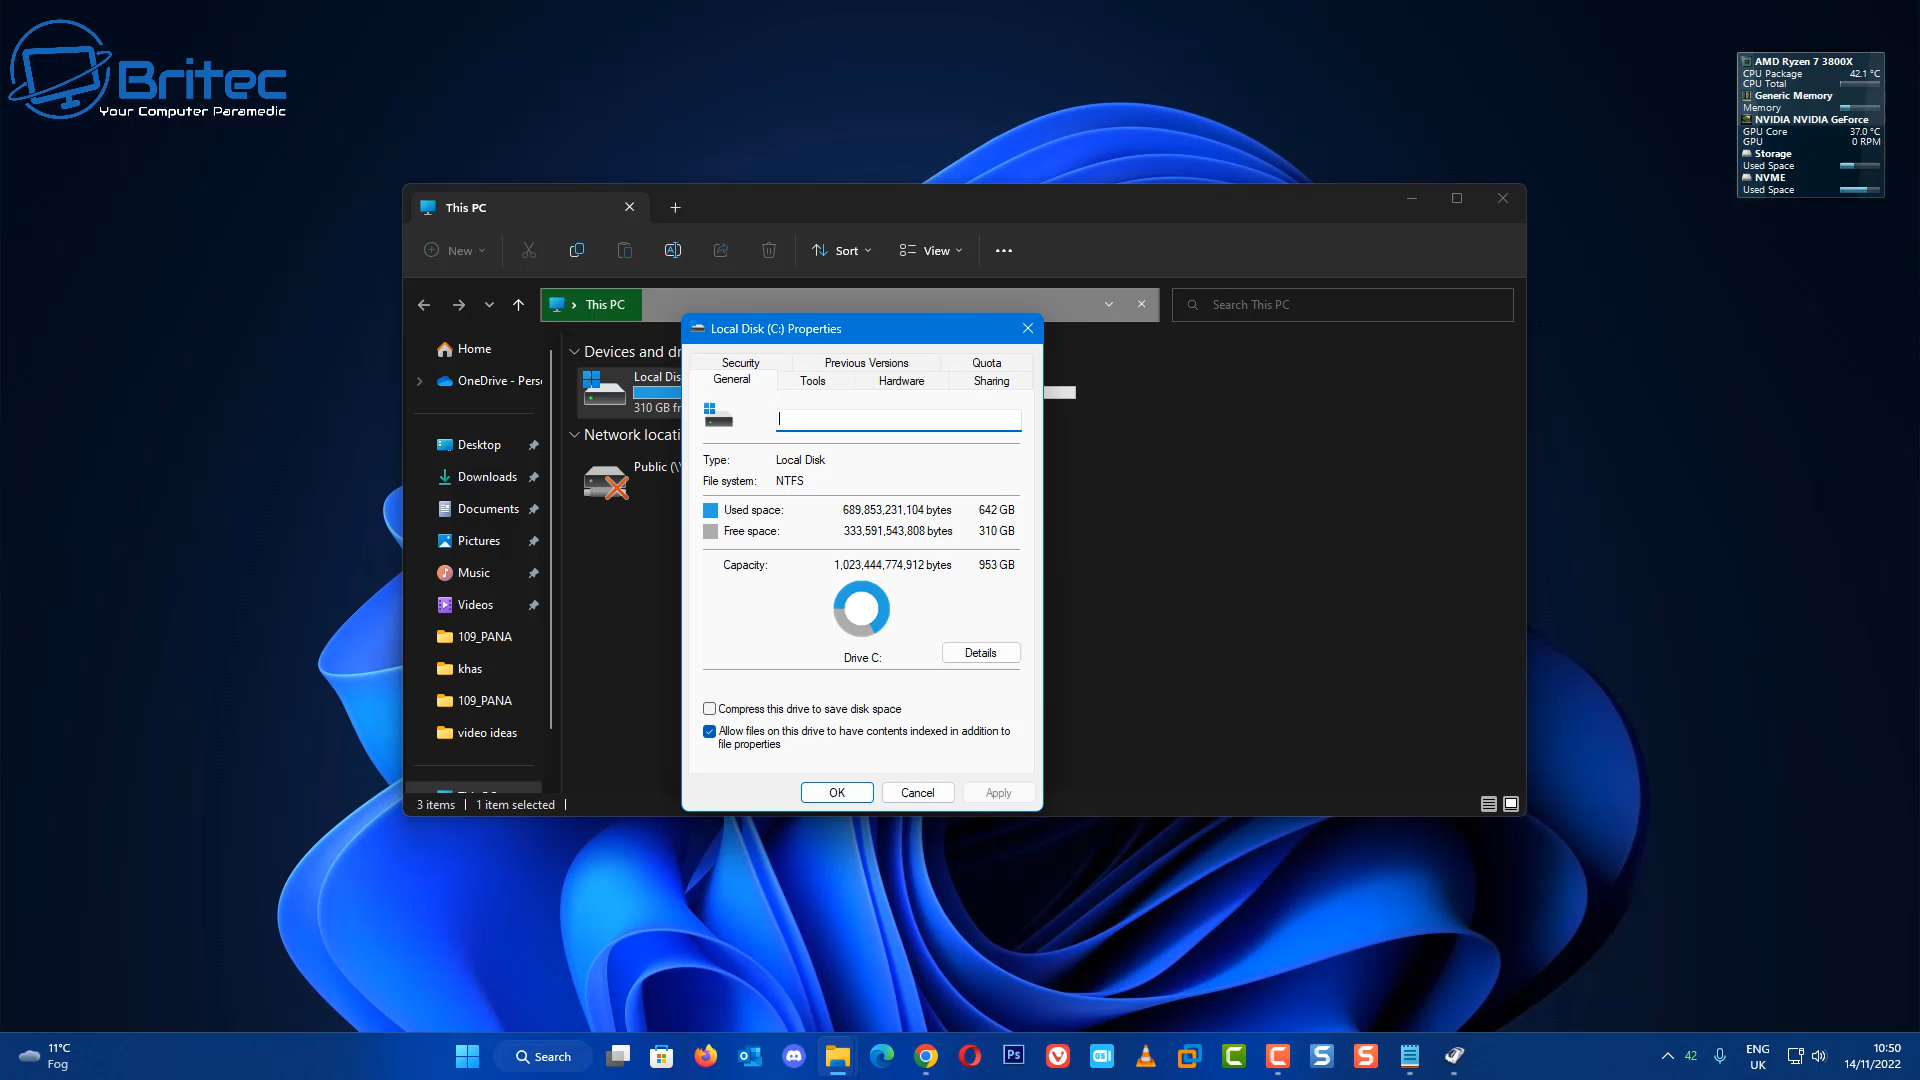 Britec
Your Computer Paramedic
AMD Ryzen 7 3800X
CPU Package 42.1 °C
CPU Total
Generic Memory
Memory
NVIDIA NVIDIA GeForce
GPU Core 37.0 °C
GPU 0 RPM
Storage
Used Space
NVME
Used Space
This PC
New
Sort
View
This PC
Search This PC
Home
OneDrive - Pers
Desktop
Downloads
Documents
Pictures
Music
Videos
109_PANA
khas
109_PANA
video ideas
Devices and dr
Local Dis
310 GB fr
Network locati
Public (\\
3 items 1 item selected
Local Disk (C:) Properties
Security Previous Versions Quota
General Tools Hardware Sharing
Type: Local Disk
File system: NTFS
Used space: 689,853,231,104 bytes 642 GB
Free space: 333,591,543,808 bytes 310 GB
Capacity: 1,023,444,774,912 bytes 953 GB
Drive C:
Details
Compress this drive to save disk space
Allow files on this drive to have contents indexed in addition to
file properties
OK Cancel Apply
11°C
Fog
Search
Ps
42
ENG
UK
10:50
14/11/2022